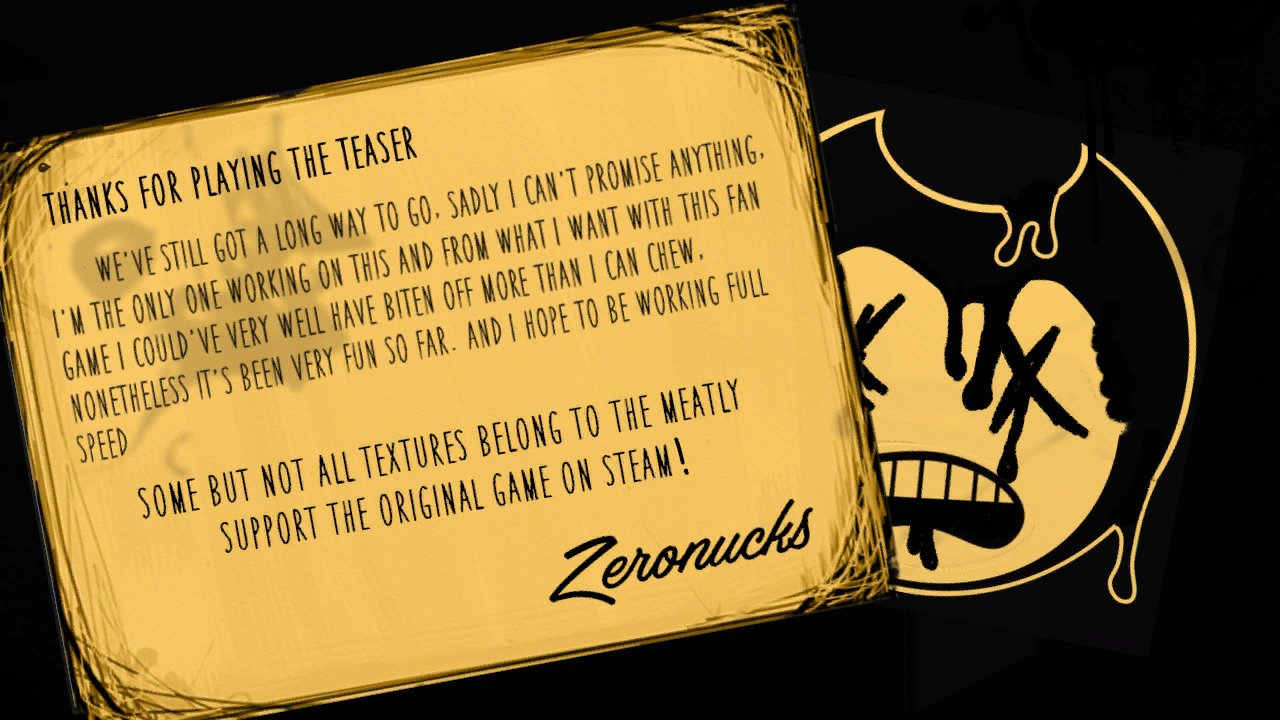 THANKS FOR PLAYING THE TEASER
WE'VE STILL GOT A LONG WAY TO GO, SADLY I CAN'T PROMISE ANYTHING,
I'M THE ONLY ONE WORKING ON THIS AND FROM WHAT I WANT WITH THIS FAN
GAME I COULD'VE VERY WELL HAVE BITEN OFF MORE THAN I CAN CHEW,
NONETHELESS IT'S BEEN VERY FUN SO FAR. AND I HOPE TO BE WORKING FULL
SPEED
SOME BUT NOT ALL TEXTURES BELONG TO THE MEATLY
SUPPORT THE ORIGINAL GAME ON STEAM!
Zeronucks